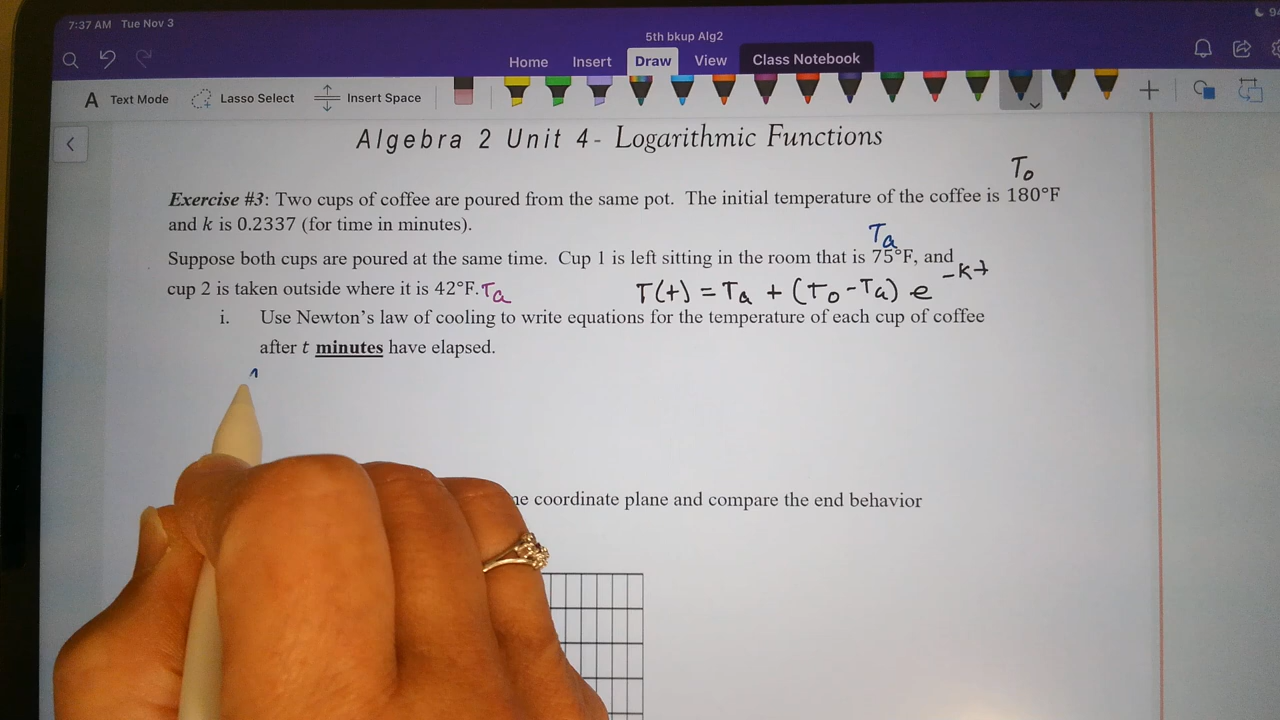 7:37 AM Tue Nov 3
5th bkup Alg2
Home Insert Draw View Class Notebook
A Text Mode Lasso Select Insert Space
Algebra 2 Unit 4- Logarithmic Functions
T₀
Exercise #3: Two cups of coffee are poured from the same pot. The initial temperature of the coffee is 180°F
and k is 0.2337 (for time in minutes).
Ta
Suppose both cups are poured at the same time. Cup 1 is left sitting in the room that is 75°F, and
cup 2 is taken outside where it is 42°F. Ta T(t) = Ta + (T₀-Ta) e^-kt
i. Use Newton's law of cooling to write equations for the temperature of each cup of coffee
after t minutes have elapsed.
coordinate plane and compare the end behavior